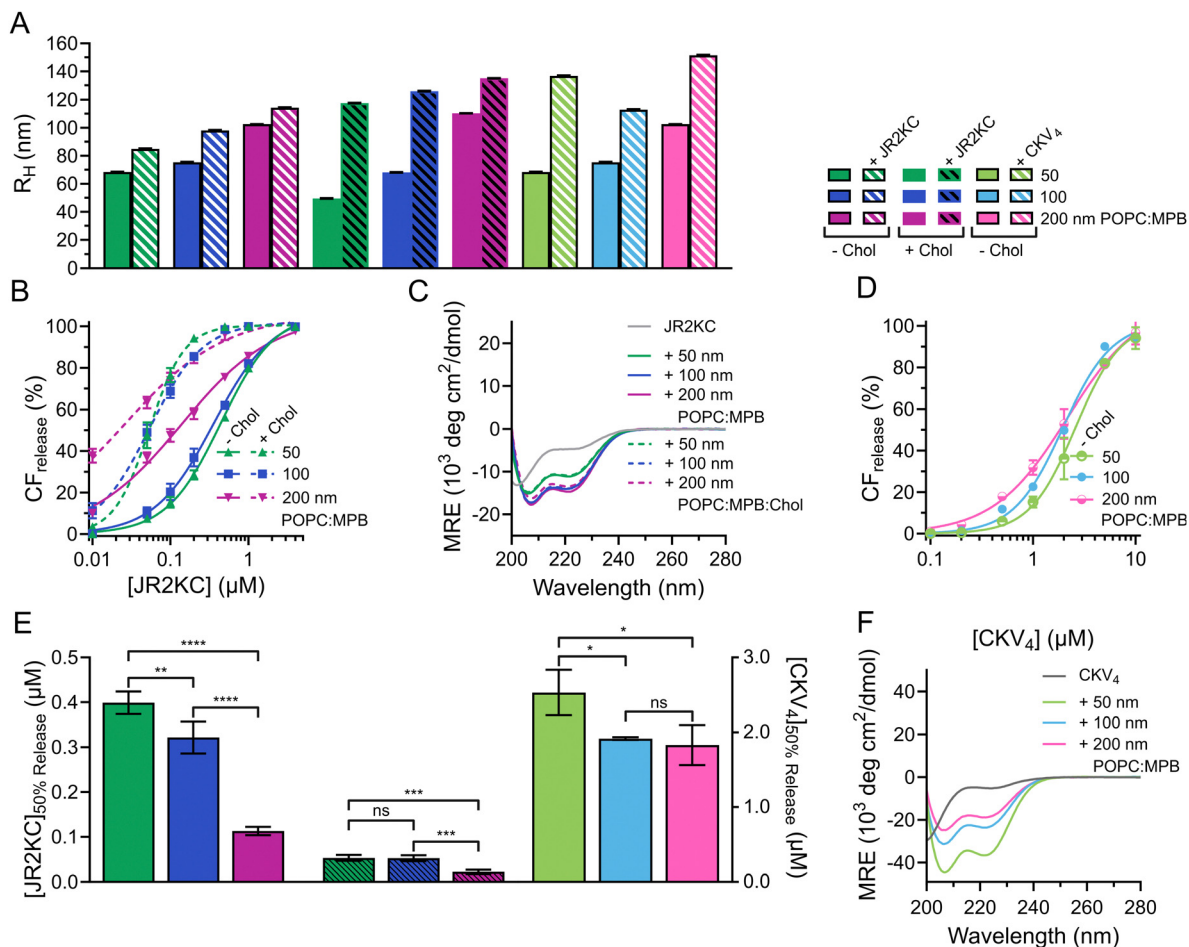 A
R_H (nm)
160
140
120
100
80
60
40
20
0
+ JR2KC
+ JR2KC
+ CKV4
50
100
200 nm POPC:MPB
- Chol
+ Chol
- Chol
B
CF_release (%)
100
80
60
40
20
0
- Chol
+ Chol
50
100
200 nm
POPC:MPB
0.01
0.1
1
[JR2KC] (µM)
C
MRE (10³ deg cm²/dmol)
20
10
0
-10
-20
JR2KC
+ 50 nm
+ 100 nm
+ 200 nm
POPC:MPB
+ 50 nm
+ 100 nm
+ 200 nm
POPC:MPB:Chol
200
220
240
260
280
Wavelength (nm)
D
CF_release (%)
100
80
60
40
20
0
- Chol
50
100
200 nm
POPC:MPB
0.1
1
10
[CKV4] (µM)
E
[JR2KC]50% Release (µM)
0.5
0.4
0.3
0.2
0.1
0.0
****
**
****
***
ns
***
*
*
ns
3.0
2.0
1.0
0.0
[CKV4]50% Release (µM)
F
MRE (10³ deg cm²/dmol)
40
20
0
-20
-40
CKV4
+ 50 nm
+ 100 nm
+ 200 nm
POPC:MPB
200
220
240
260
280
Wavelength (nm)